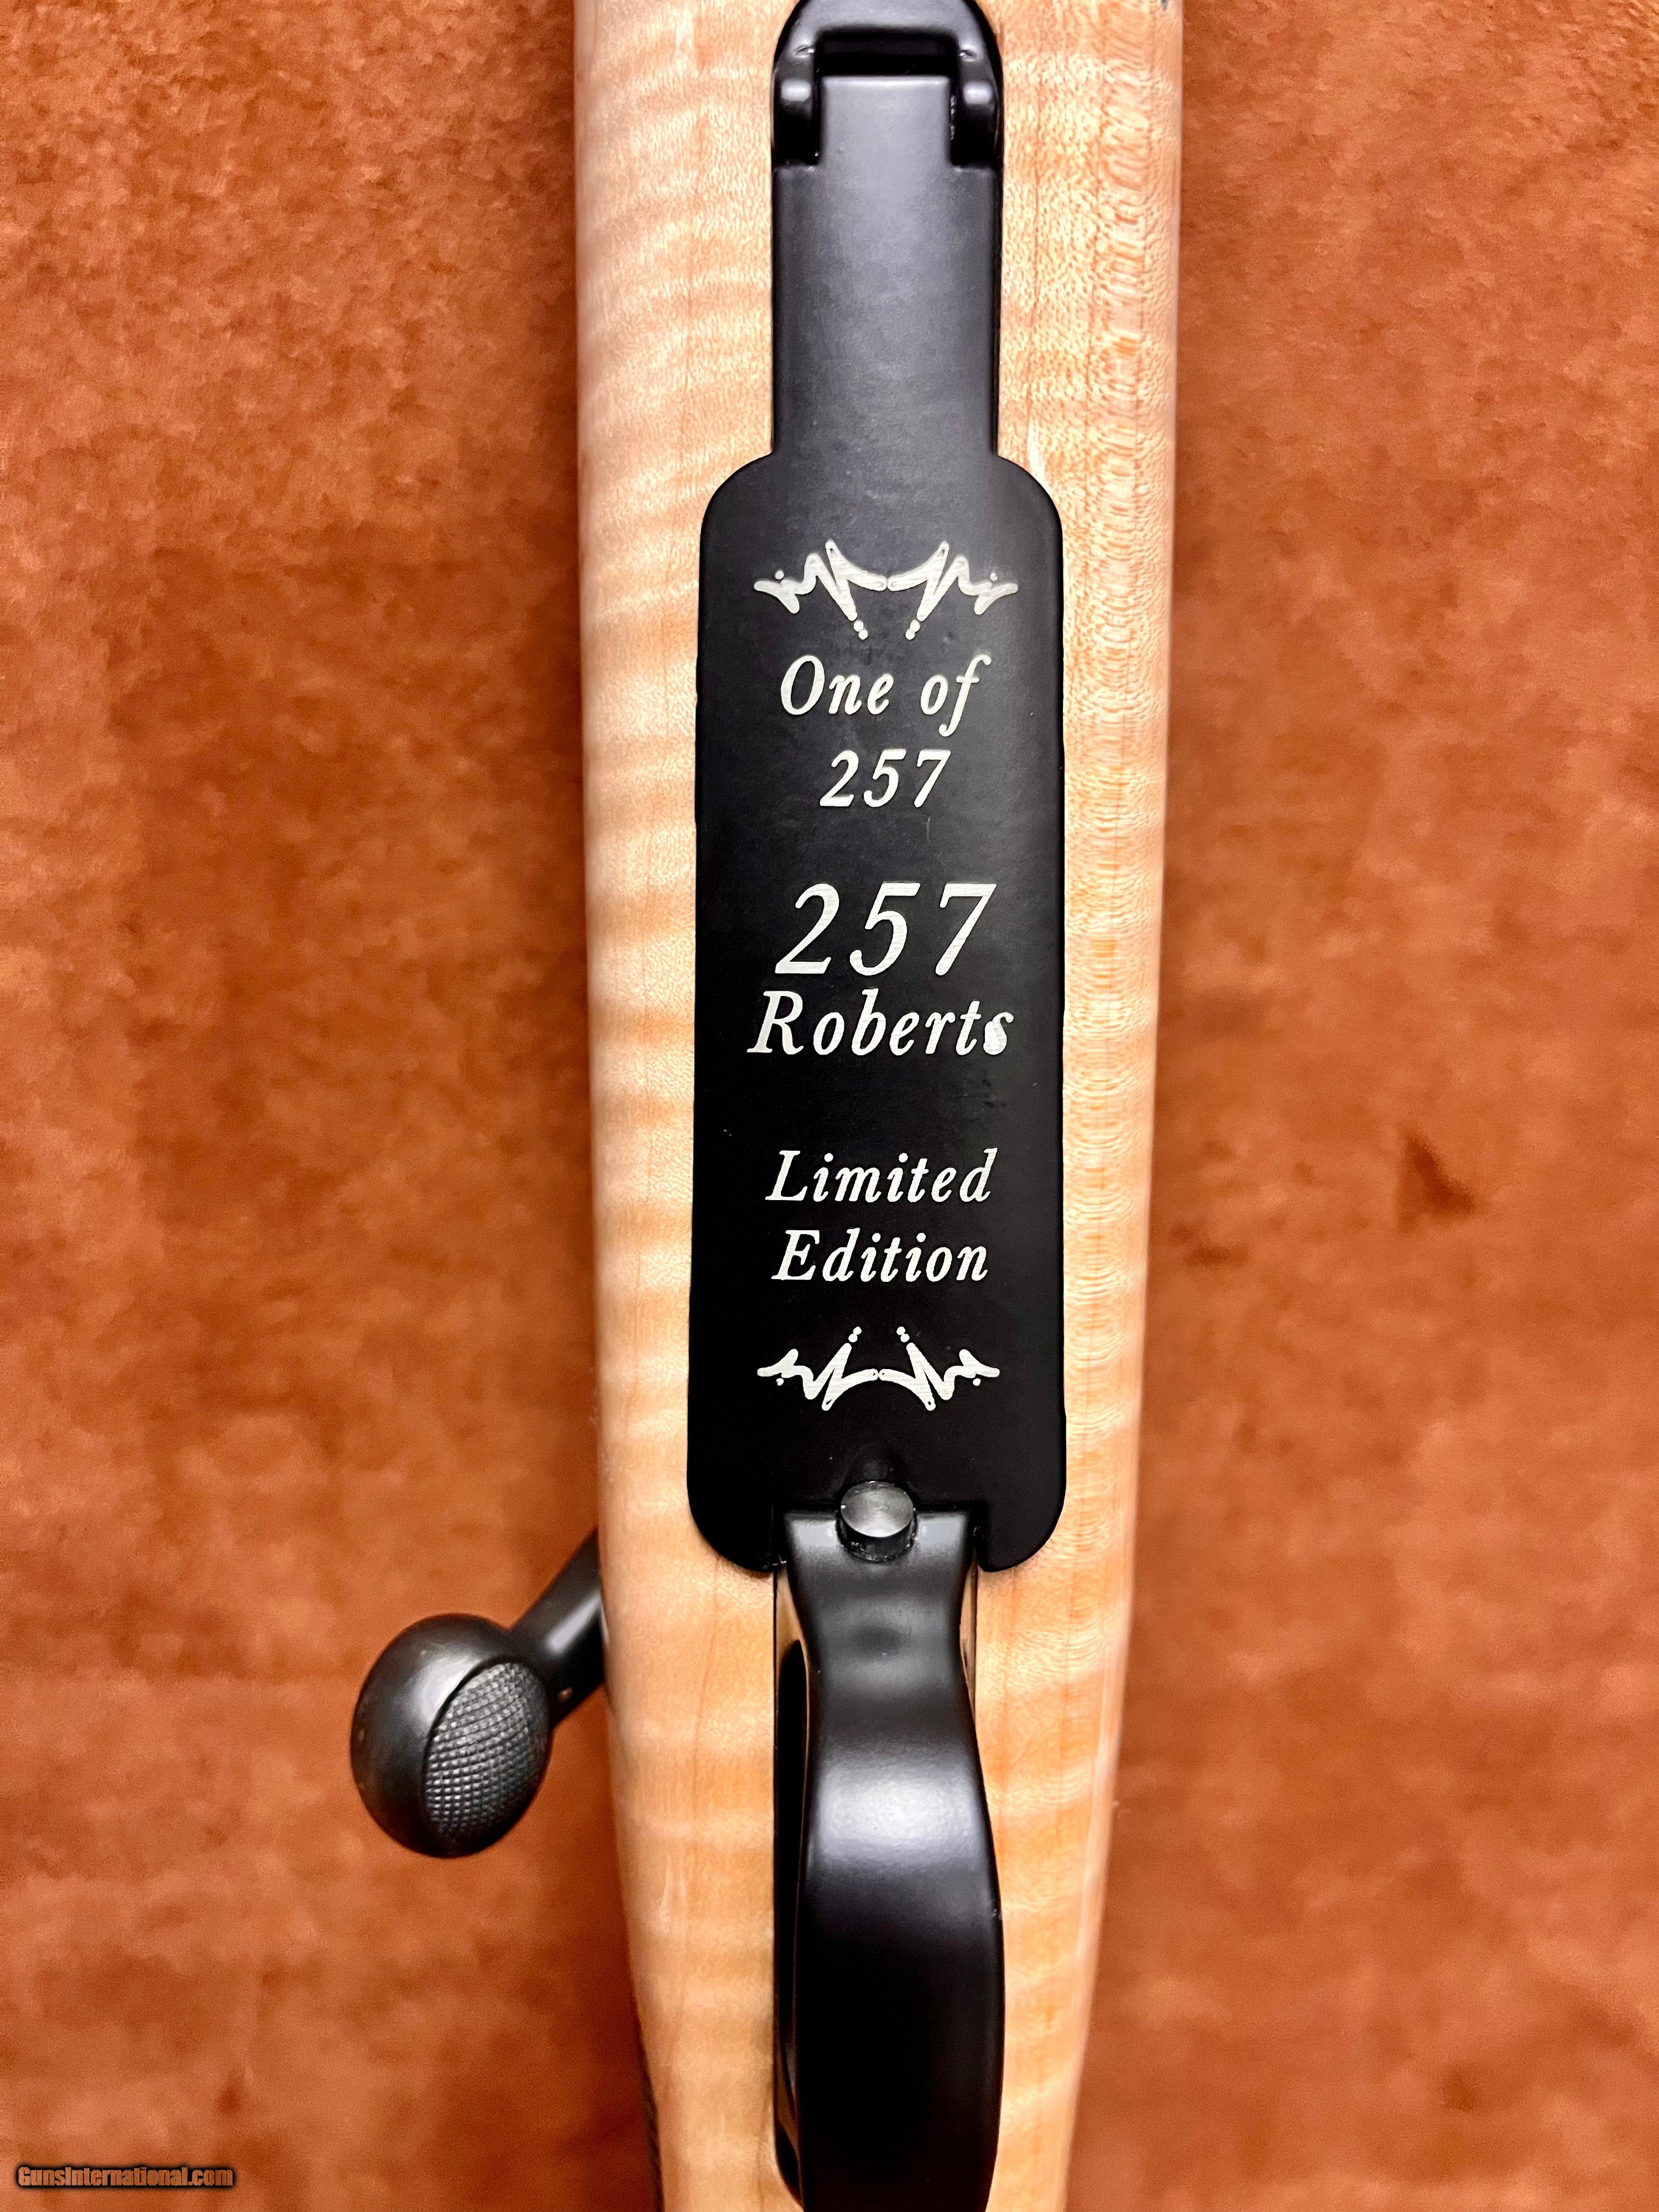 One of
257
257
Roberts
Limited
Edition
GunsInternational.com